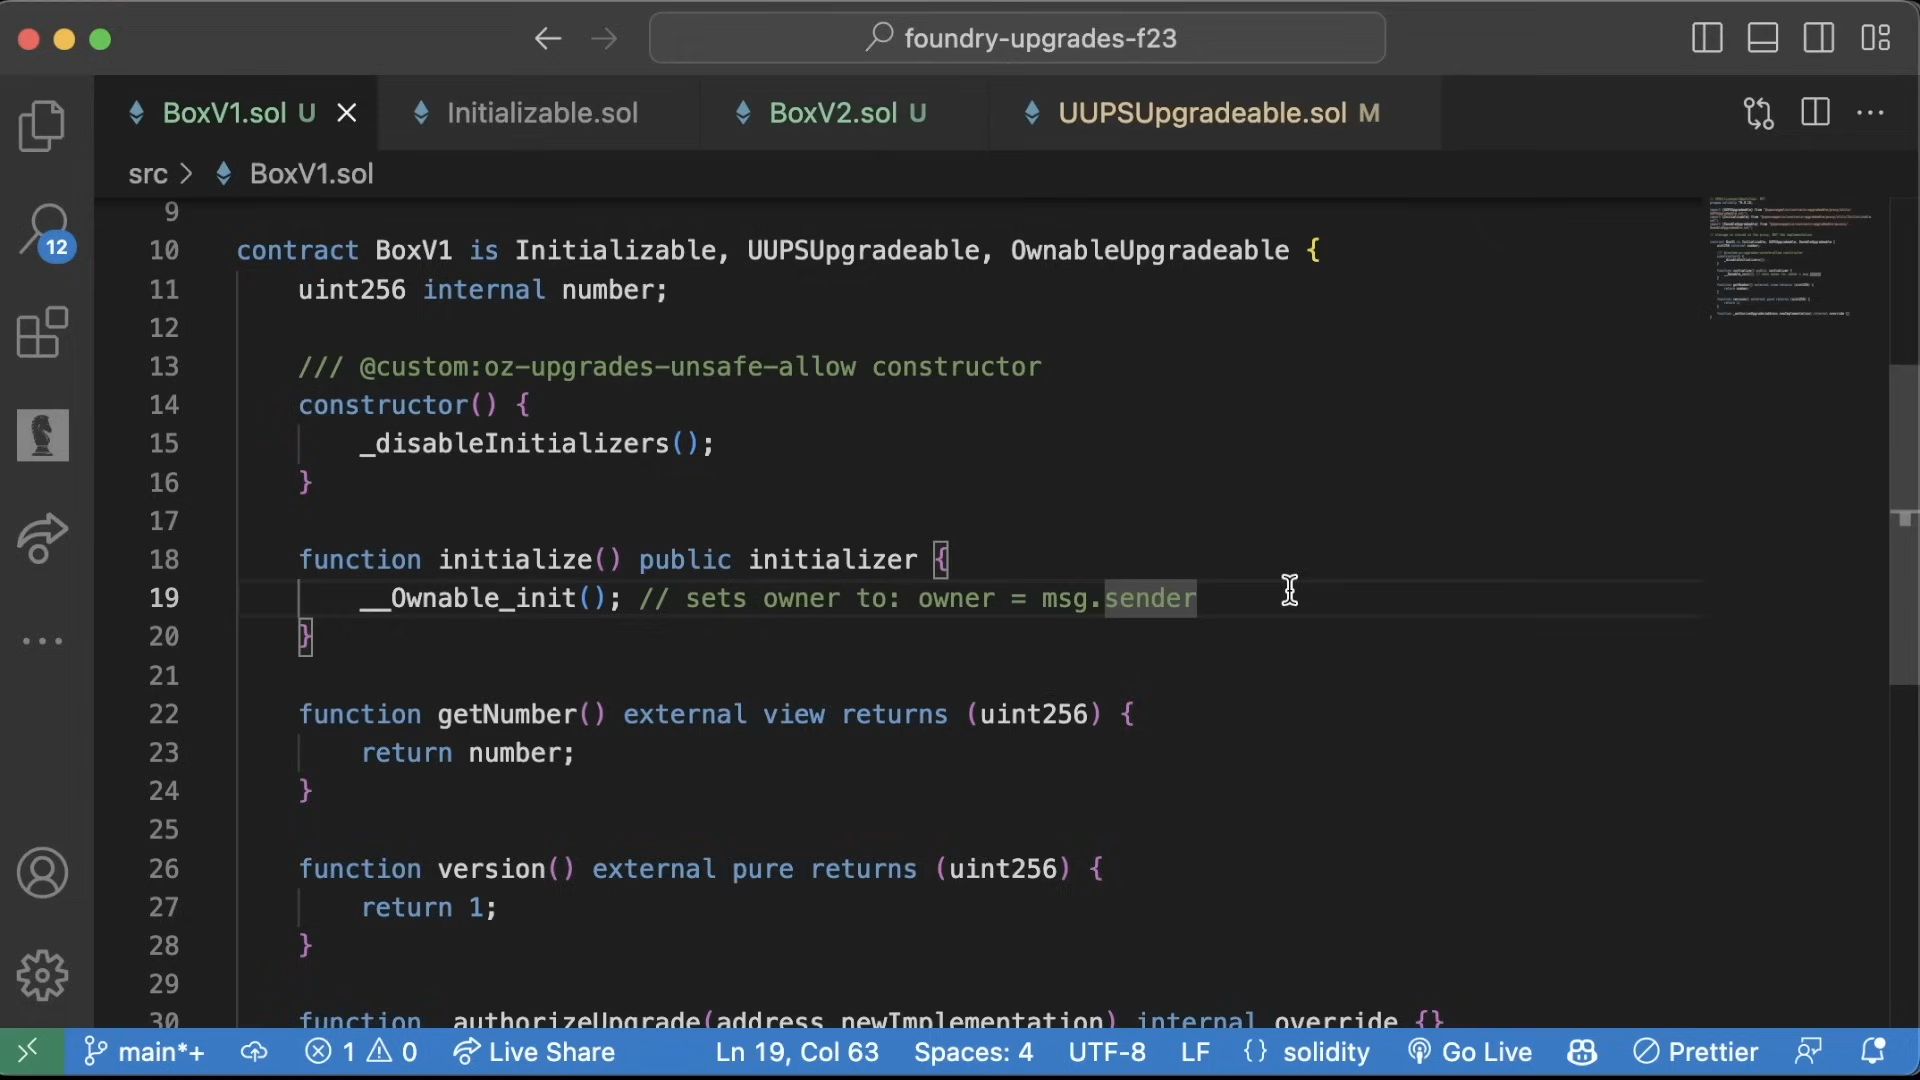 foundry-upgrades-f23
BoxV1.sol U
Initializable.sol
BoxV2.sol U
UUPSUpgradeable.sol M
src > BoxV1.sol
12
9
10 contract BoxV1 is Initializable, UUPSUpgradeable, OwnableUpgradeable {
11 uint256 internal number;
12
13 /// @custom:oz-upgrades-unsafe-allow constructor
14 constructor() {
15 _disableInitializers();
16 }
17
18 function initialize() public initializer {
19 __Ownable_init(); // sets owner to: owner = msg.sender
20 }
21
22 function getNumber() external view returns (uint256) {
23 return number;
24 }
25
26 function version() external pure returns (uint256) {
27 return 1;
28 }
29
30 function _authorizeUpgrade(address newImplementation) internal override {}
main*+ 1 0 Live Share Ln 19, Col 63 Spaces: 4 UTF-8 LF {} solidity Go Live Prettier